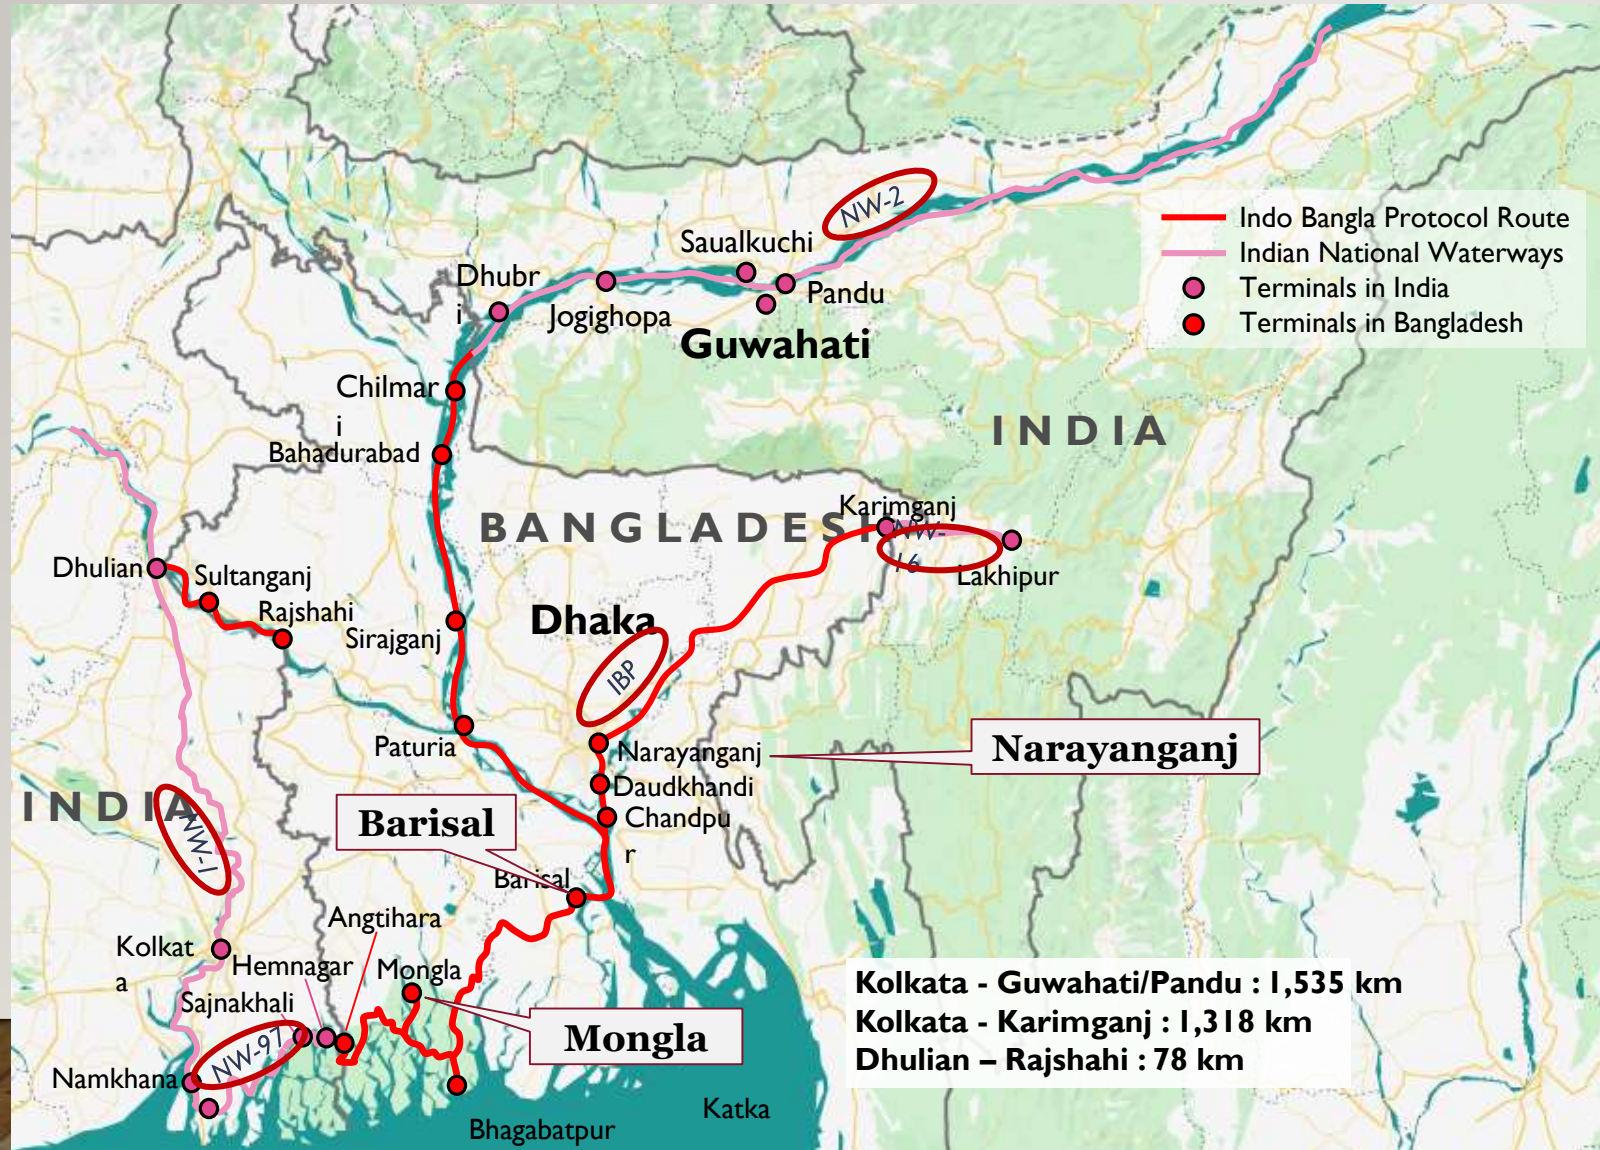 NW-2
Indo Bangla Protocol Route
Indian National Waterways
Terminals in India
Terminals in Bangladesh
Saualkuchi
Dhubr
i
Jogighopa
Pandu
Guwahati
Chilmar
i
Bahadurabad
INDIA
BANGLADESH
Karimganj
NW-
16
Lakhipur
Dhulian
Sultanganj
Rajshahi
Sirajganj
Dhaka
IBP
Paturia
Narayanganj
Narayanganj
Daudkhandi
Chandpu
r
INDIA
NW-1
Barisal
Barisal
Angtihara
Kolkat
a
Hemnagar
Mongla
Sajnakhali
Mongla
NW-97
Namkhana
Katka
Bhagabatpur
Kolkata - Guwahati/Pandu : 1,535 km
Kolkata - Karimganj : 1,318 km
Dhulian – Rajshahi : 78 km